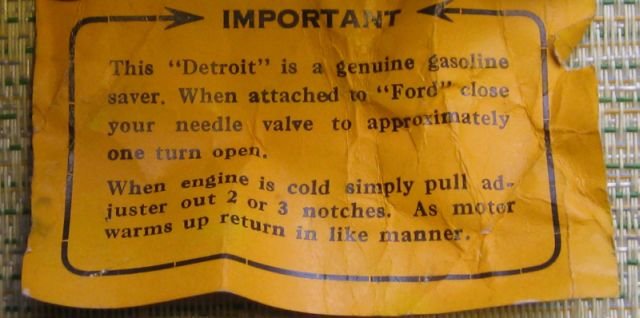 IMPORTANT
This "Detroit" is a genuine gasoline
saver. When attached to "Ford" close
your needle valve to approximately
one turn open.
When engine is cold simply pull ad-
juster out 2 or 3 notches. As motor
warms up return in like manner.